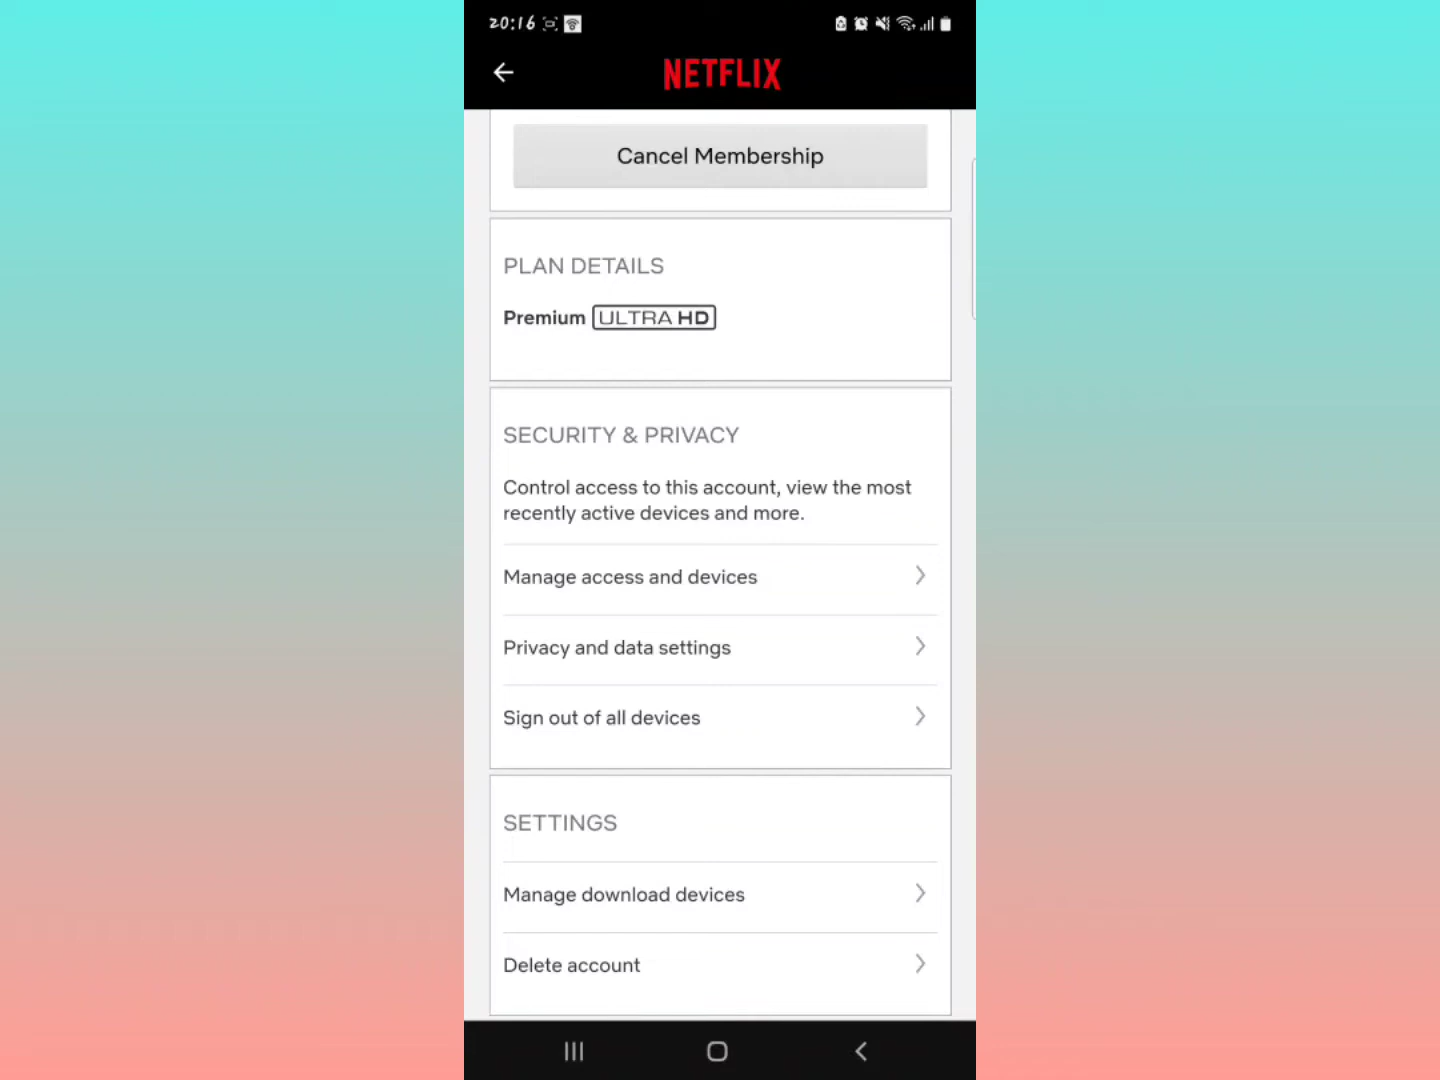 20:16
NETFLIX
Cancel Membership
PLAN DETAILS
Premium ULTRA HD
SECURITY & PRIVACY
Control access to this account, view the most
recently active devices and more.
Manage access and devices
Privacy and data settings
Sign out of all devices
SETTINGS
Manage download devices
Delete account